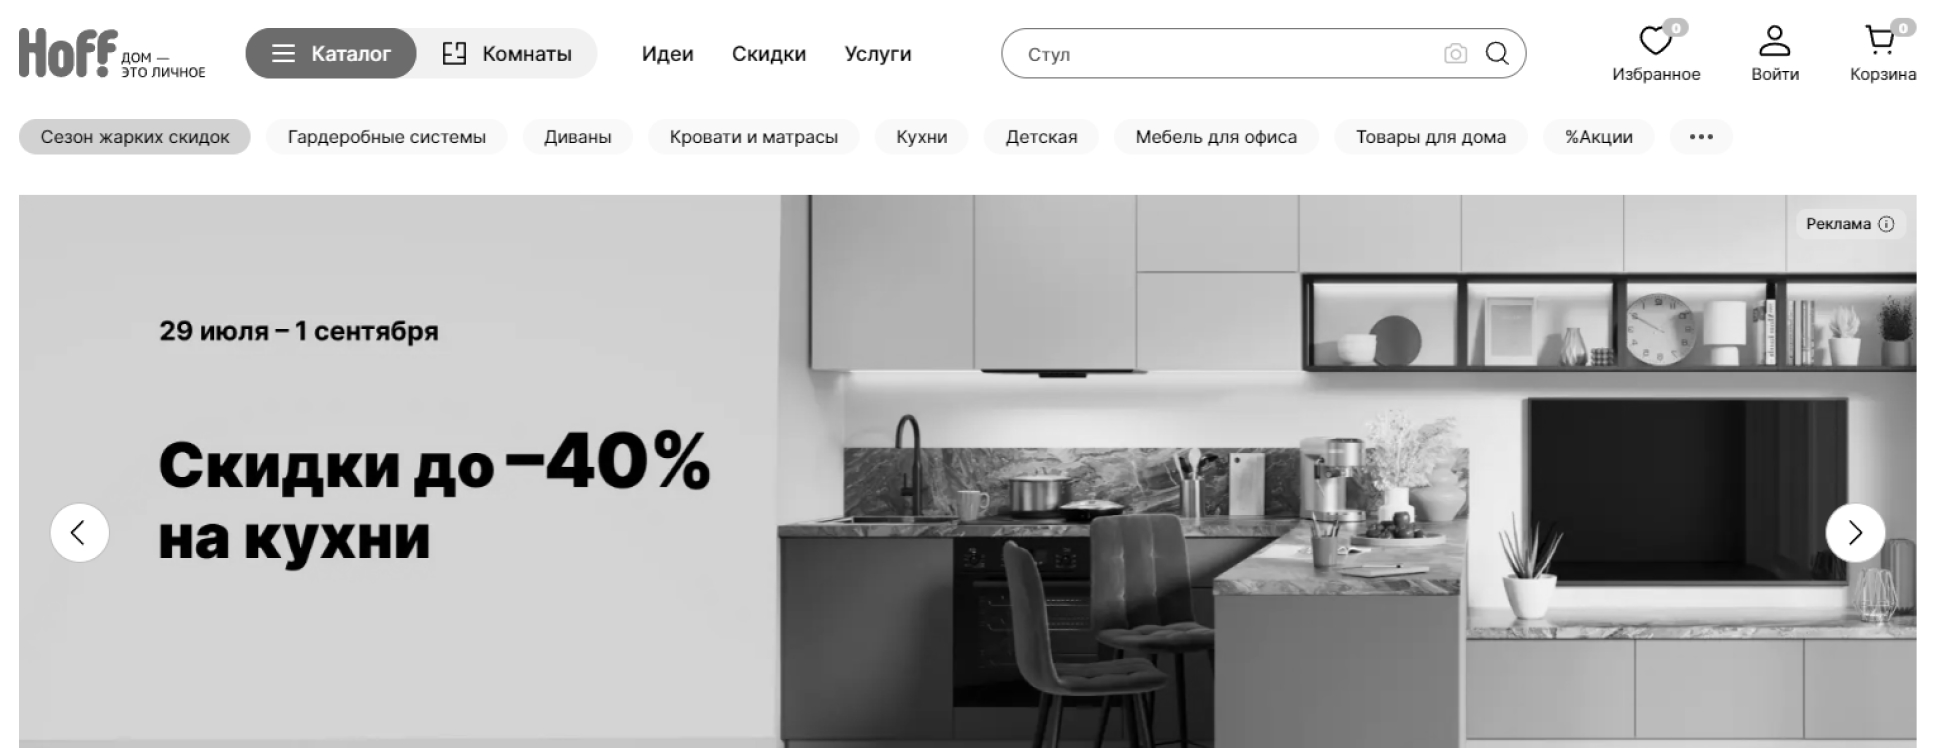 Hoff!
ДОМ —
ЭТО ЛИЧНОЕ
Каталог
Комнаты
Идеи
Скидки
Услуги
Стул
0
Избранное
Войти
0
Корзина
Сезон жарких скидок
Гардеробные системы
Диваны
Кровати и матрасы
Кухни
Детская
Мебель для офиса
Товары для дома
%Акции
Реклама
29 июля – 1 сентября
Скидки до –40%
на кухни